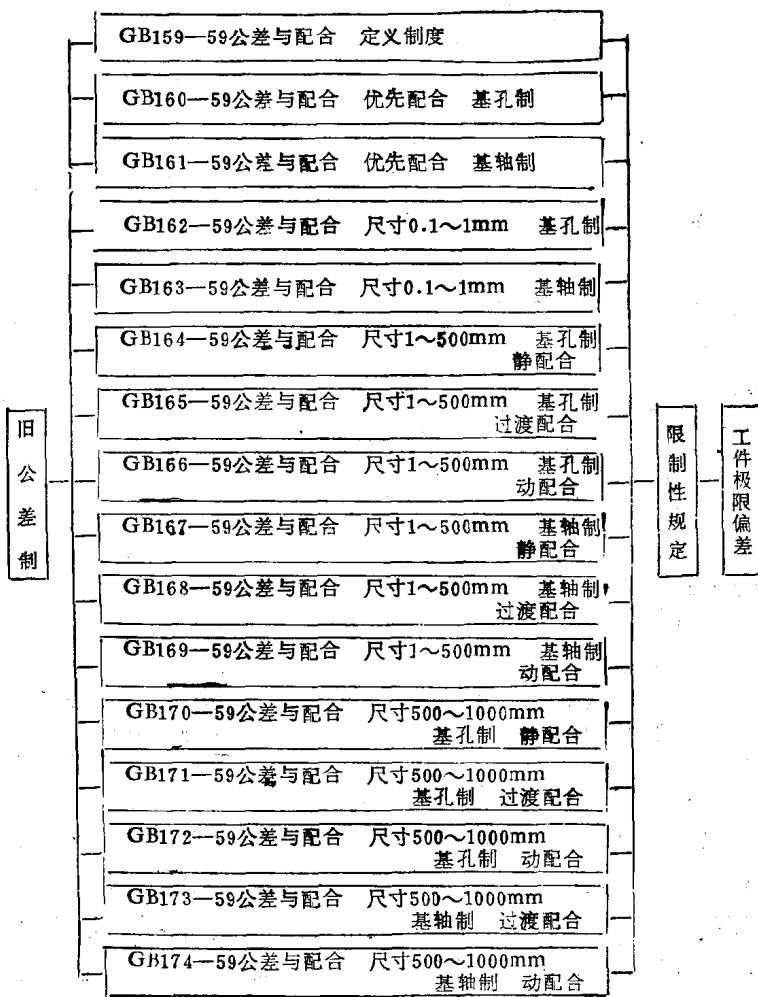 GB159—59公差与配合 定义制度
GB160—59公差与配合 优先配合 基孔制
GB161—59公差与配合 优先配合 基轴制
GB162—59公差与配合 尺寸0.1～1mm 基孔制
GB163—59公差与配合 尺寸0.1～1mm 基轴制
GB164—59公差与配合 尺寸1～500mm 基孔制
静配合
GB165—59公差与配合 尺寸1～500mm 基孔制
过渡配合
GB166—59公差与配合 尺寸1～500mm 基孔制
动配合
GB167—59公差与配合 尺寸1～500mm 基轴制
静配合
GB168—59公差与配合 尺寸1～500mm 基轴制
过渡配合
GB169—59公差与配合 尺寸1～500mm 基轴制
动配合
GB170—59公差与配合 尺寸500～1000mm
基孔制 静配合
GB171—59公差与配合 尺寸500～1000mm
基孔制 过渡配合
GB172—59公差与配合 尺寸500～1000mm
基孔制 动配合
GB173—59公差与配合 尺寸500～1000mm
基轴制 过渡配合
GB174—59公差与配合 尺寸500～1000mm
基轴制 动配合
旧公差制
限制性规定
工件极限偏差